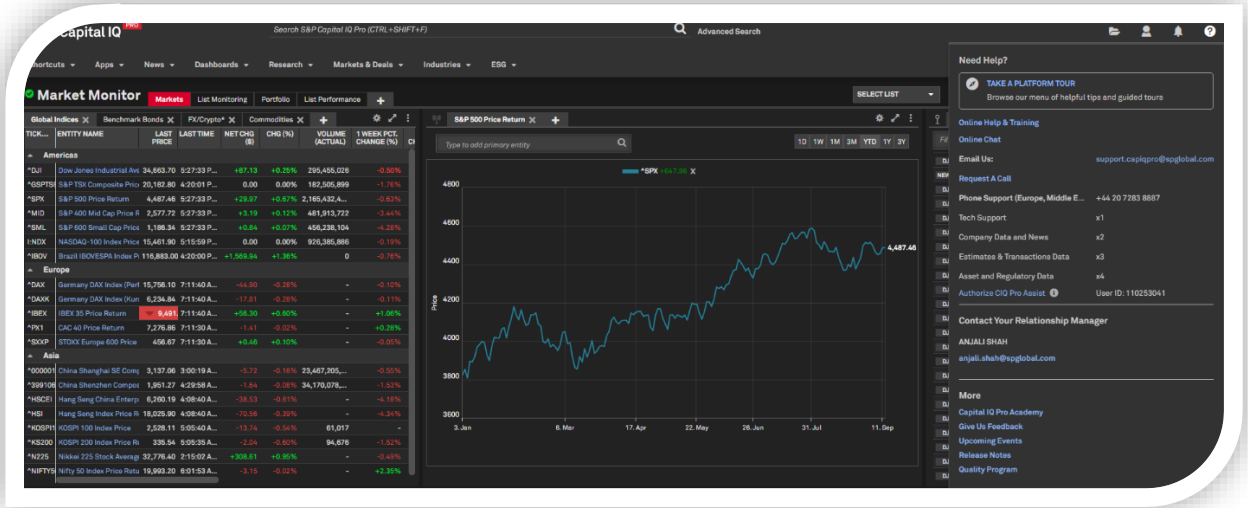 Capital IQ PRO
Search S&P Capital IQ Pro (CTRL+SHIFT+F)
Advanced Search
Apps News Dashboards Research Markets & Deals Industries ESG
Market Monitor Markets List Monitoring Portfolio List Performance +
SELECT LIST
Global Indices X Benchmark Bonds X FX/Crypto* X Commodities X +
TICK... ENTITY NAME LAST PRICE LAST TIME NET CHG ($) CHG (%) VOLUME (ACTUAL) 1 WEEK PCT. CHANGE (%)
Americas
^DJI Dow Jones Industrial Ave 34,663.70 5:27:33 P... +87.13 +0.25% 295,455,026 -0.50%
^GSPTSE S&P TSX Composite Price 20,182.80 4:20:01 P... 0.00 0.00% 182,505,899 -1.76%
^SPX S&P 500 Price Return 4,487.46 5:27:33 P... +29.97 +0.67% 2,165,432,4... -0.63%
^MID S&P 400 Mid Cap Price R 2,577.72 5:27:33 P... +3.19 +0.12% 481,913,722 -3.44%
^SML S&P 600 Small Cap Price 1,186.34 5:27:33 P... +0.84 +0.07% 456,238,104 -4.28%
I:NDX NASDAQ-100 Index Price 15,461.90 5:15:59 P... 0.00 0.00% 926,385,886 -0.19%
^IBOV Brazil IBOVESPA Index Pr 116,883.00 4:20:00 P... +1,569.94 +1.36% 0 -0.76%
Europe
^DAX Germany DAX Index (Perf 15,756.10 7:11:40 A... -44.90 -0.28% - -0.10%
^DAXK Germany DAX Index (Kurs 6,234.84 7:11:40 A... -17.81 -0.28% - -0.11%
^IBEX IBEX 35 Price Return 9,491. 7:11:40 A... +56.30 +0.60% - +1.06%
^PX1 CAC 40 Price Return 7,276.86 7:11:30 A... -1.41 -0.02% - +0.28%
^SXXP STOXX Europe 600 Price 456.67 7:11:30 A... +0.46 +0.10% - -0.05%
Asia
^000001 China Shanghai SE Comp 3,137.06 3:00:19 A... -5.72 -0.18% 23,467,205,... -0.55%
^399106 China Shenzhen Compos 1,951.27 4:29:58 A... -1.64 -0.08% 34,170,078,... -1.53%
^HSCEI Hang Seng China Enterp 6,260.19 4:08:40 A... -38.53 -0.61% - -4.18%
^HSI Hang Seng Index Price R 18,025.90 4:08:40 A... -70.56 -0.39% - -4.34%
^KOSPI1 KOSPI 100 Index Price 2,528.11 5:05:40 A... -13.74 -0.54% 61,017 -
^KS200 KOSPI 200 Index Price Re 335.54 5:05:35 A... -2.04 -0.60% 94,676 -1.52%
^N225 Nikkei 225 Stock Average 32,776.40 2:15:02 A... +308.61 +0.95% - -0.48%
^NIFTY5 Nifty 50 Index Price Retu 19,993.20 6:01:53 A... -3.15 -0.02% - +2.35%
S&P 500 Price Return X +
Type to add primary entity
1D 1W 1M 3M YTD 1Y 3Y
^SPX +647.96 X
Price
4800
4600
4,487.46
4400
4200
4000
3800
3600
3. Jan 6. Mar 17. Apr 22. May 26. Jun 31. Jul 11. Sep
Need Help?
TAKE A PLATFORM TOUR
Browse our menu of helpful tips and guided tours
Online Help & Training
Online Chat
Email Us: support.capiqpro@spglobal.com
Request A Call
Phone Support (Europe, Middle E... +44 20 7283 8887
Tech Support x1
Company Data and News x2
Estimates & Transactions Data x3
Asset and Regulatory Data x4
Authorize CIQ Pro Assist User ID: 110253041
Contact Your Relationship Manager
ANJALI SHAH
anjali.shah@spglobal.com
More
Capital IQ Pro Academy
Give Us Feedback
Upcoming Events
Release Notes
Quality Program